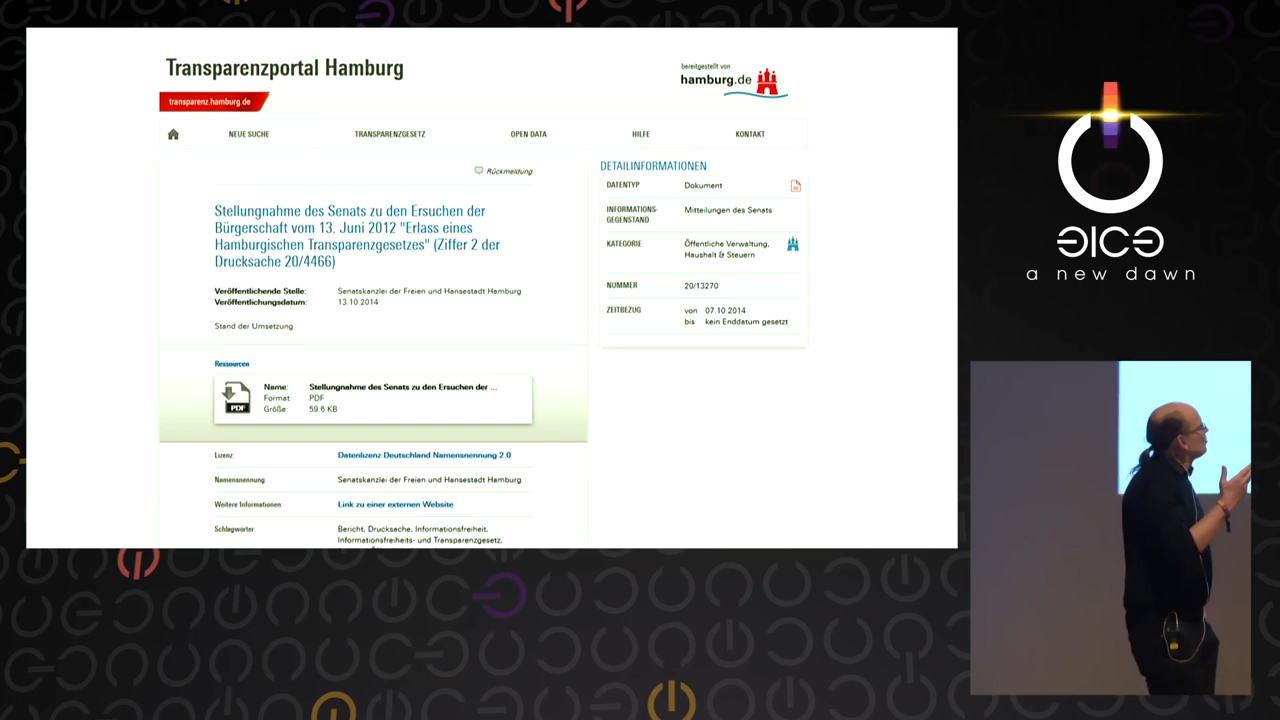 Transparenzportal Hamburg
bereitgestellt von
hamburg.de
transparenz.hamburg.de
NEUE SUCHE
TRANSPARENZGESETZ
OPEN DATA
HILFE
KONTAKT
Rückmeldung
Stellungnahme des Senats zu den Ersuchen der
Bürgerschaft vom 13. Juni 2012 "Erlass eines
Hamburgischen Transparenzgesetzes" (Ziffer 2 der
Drucksache 20/4466)
Veröffentlichende Stelle: Senatskanzlei der Freien und Hansestadt Hamburg
Veröffentlichungsdatum: 13.10.2014
Stand der Umsetzung
Ressourcen
PDF
Name: Stellungnahme des Senats zu den Ersuchen der ...
Format: PDF
Größe: 59.6 KB
Lizenz: Datenlizenz Deutschland Namensnennung 2.0
Namensnennung: Senatskanzlei der Freien und Hansestadt Hamburg
Weitere Informationen: Link zu einer externen Website
Schlagwörter: Bericht, Drucksache, Informationsfreiheit,
Informationsfreiheits- und Transparenzgesetz,
DETAILINFORMATIONEN
DATENTYP Dokument
INFORMATIONS-
GEGENSTAND Mitteilungen des Senats
KATEGORIE Öffentliche Verwaltung,
Haushalt & Steuern
NUMMER 20/13270
ZEITBEZUG von 07.10.2014
bis kein Enddatum gesetzt
a new dawn